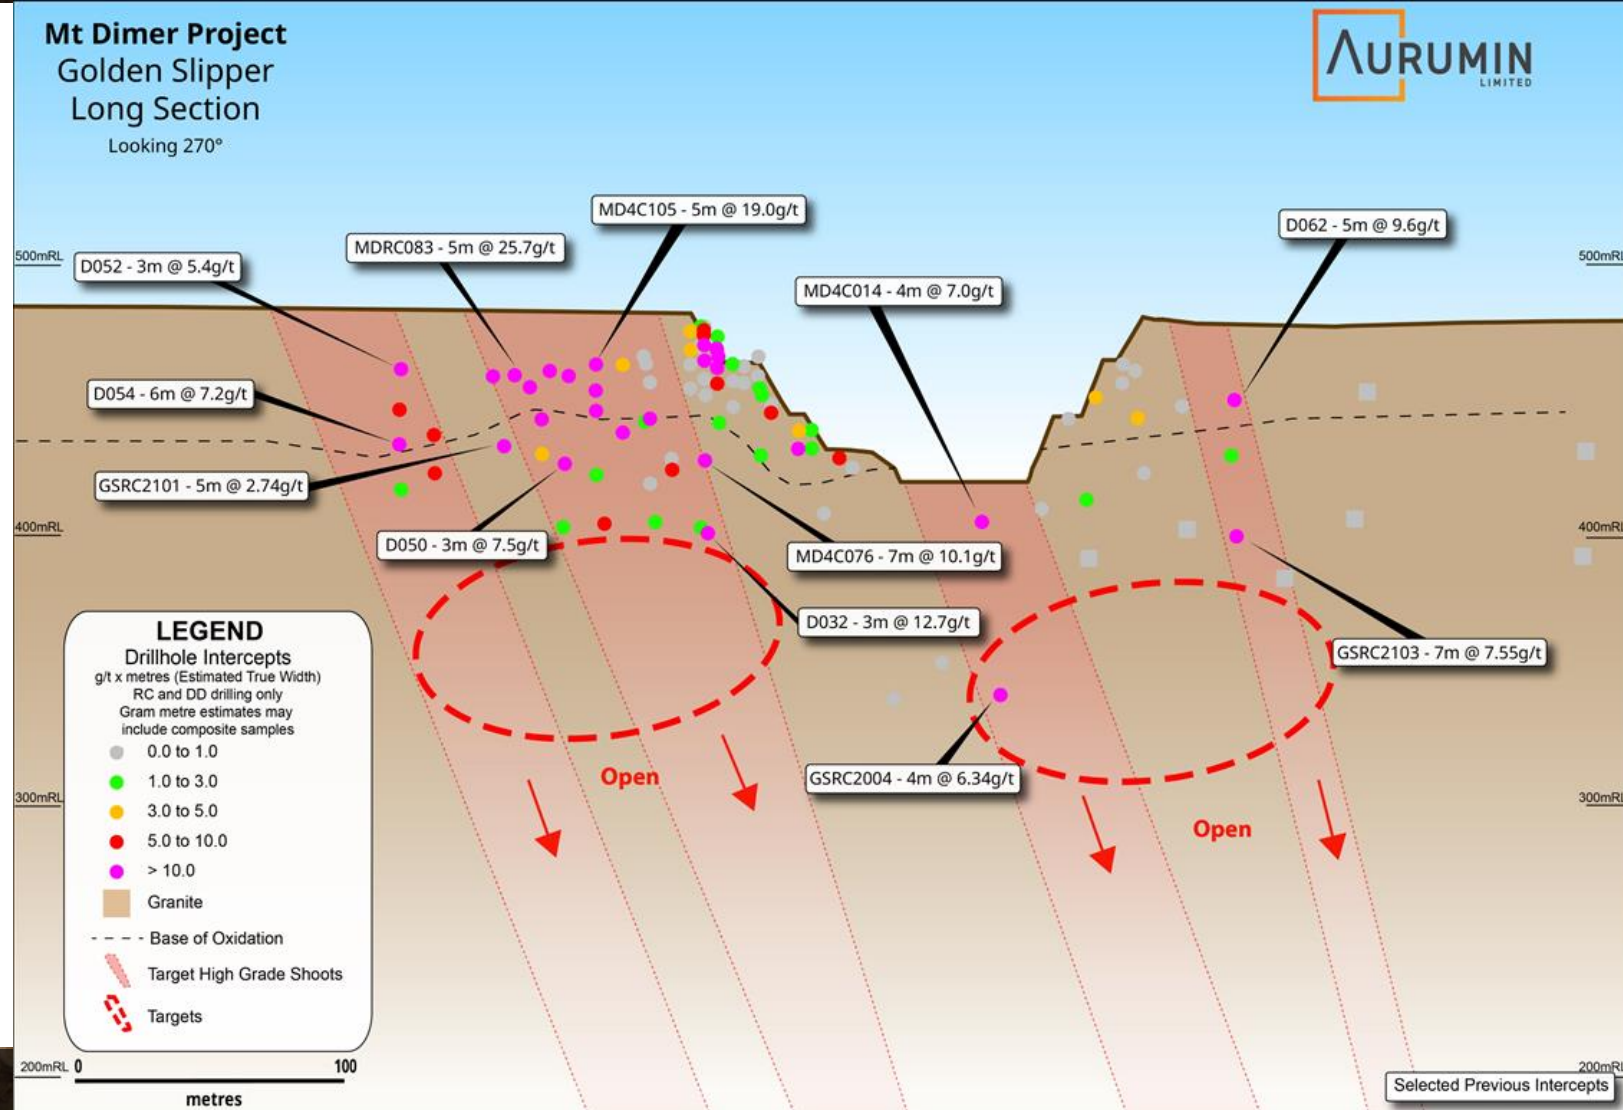 Mt Dimer Project
Golden Slipper
Long Section
Looking 270°
AURUMIN
LIMITED
MD4C105 - 5m @ 19.0g/t
D062 - 5m @ 9.6g/t
MDRC083 - 5m @ 25.7g/t
500mRL
500mRL
D052 - 3m @ 5.4g/t
MD4C014 - 4m @ 7.0g/t
D054 - 6m @ 7.2g/t
GSRC2101 - 5m @ 2.74g/t
400mRL
400mRL
D050 - 3m @ 7.5g/t
MD4C076 - 7m @ 10.1g/t
D032 - 3m @ 12.7g/t
GSRC2103 - 7m @ 7.55g/t
GSRC2004 - 4m @ 6.34g/t
Open
Open
300mRL
300mRL
LEGEND
Drillhole Intercepts
g/t x metres (Estimated True Width)
RC and DD drilling only
Gram metre estimates may
include composite samples
0.0 to 1.0
1.0 to 3.0
3.0 to 5.0
5.0 to 10.0
> 10.0
Granite
Base of Oxidation
Target High Grade Shoots
Targets
200mRL
0 100
metres
200mRL
Selected Previous Intercepts